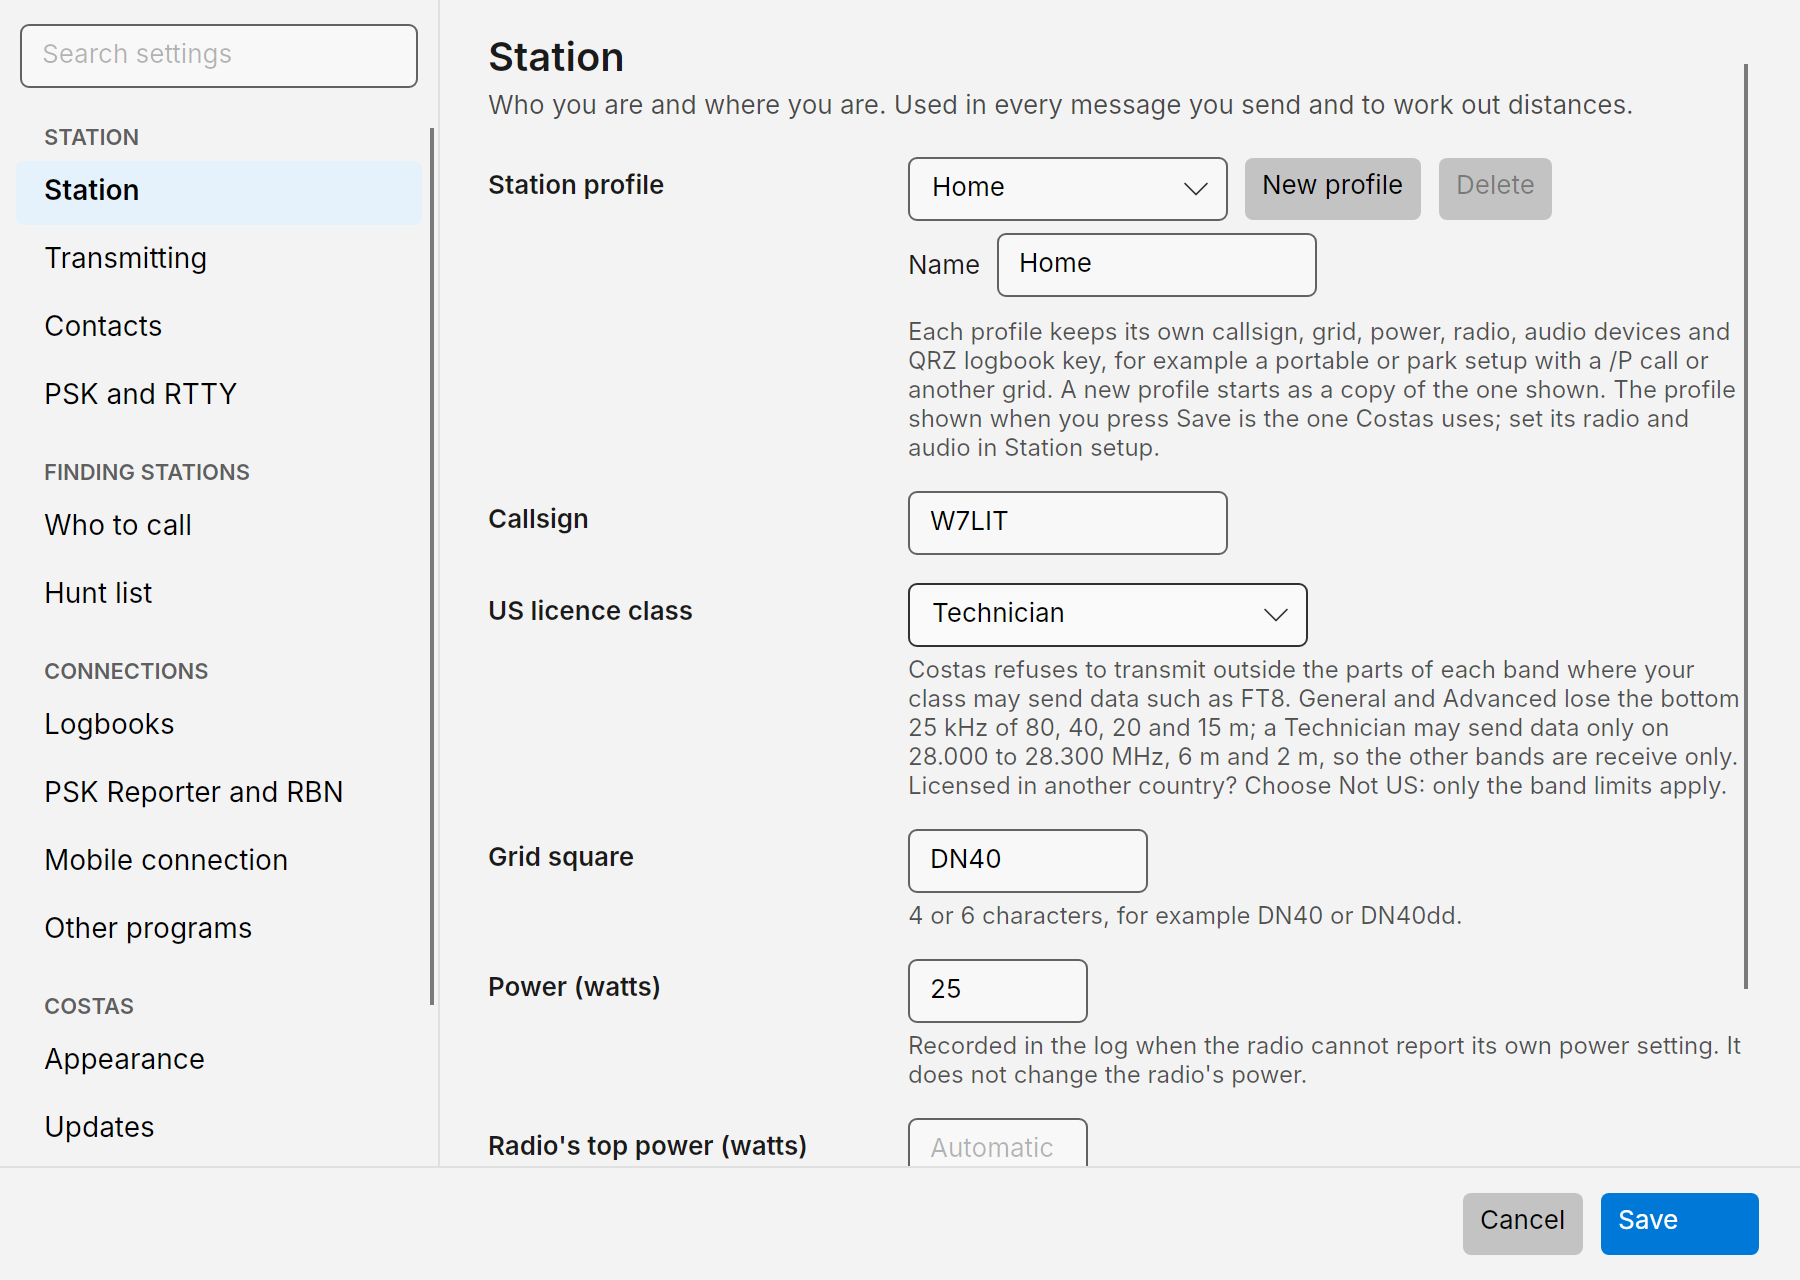 Search settings
STATION
Station
Transmitting
Contacts
PSK and RTTY
FINDING STATIONS
Who to call
Hunt list
CONNECTIONS
Logbooks
PSK Reporter and RBN
Mobile connection
Other programs
COSTAS
Appearance
Updates
Station
Who you are and where you are. Used in every message you send and to work out distances.
Station profile
Home
New profile
Delete
Name
Home
Each profile keeps its own callsign, grid, power, radio, audio devices and
QRZ logbook key, for example a portable or park setup with a /P call or
another grid. A new profile starts as a copy of the one shown. The profile
shown when you press Save is the one Costas uses; set its radio and
audio in Station setup.
Callsign
W7LIT
US licence class
Technician
Costas refuses to transmit outside the parts of each band where your
class may send data such as FT8. General and Advanced lose the bottom
25 kHz of 80, 40, 20 and 15 m; a Technician may send data only on
28.000 to 28.300 MHz, 6 m and 2 m, so the other bands are receive only.
Licensed in another country? Choose Not US: only the band limits apply.
Grid square
DN40
4 or 6 characters, for example DN40 or DN40dd.
Power (watts)
25
Recorded in the log when the radio cannot report its own power setting. It
does not change the radio's power.
Radio's top power (watts)
Automatic
Cancel
Save